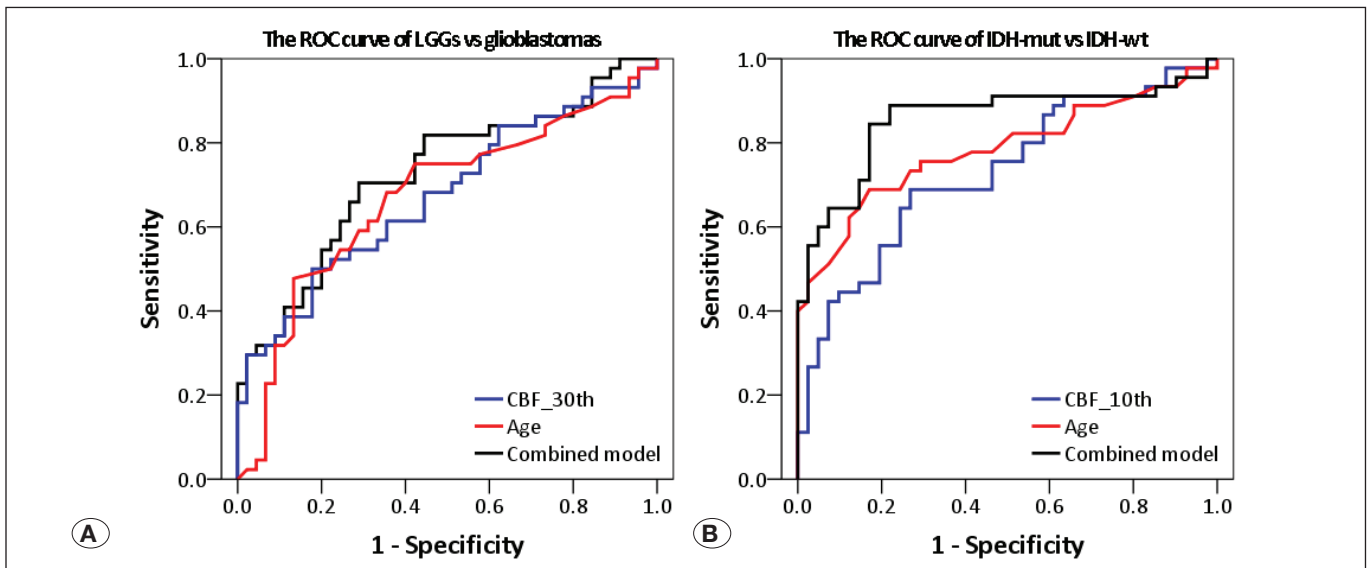 The ROC curve of LGGs vs glioblastomas
1.0
0.8
0.6
0.4
0.2
0.0
Sensitivity
CBF_30th
Age
Combined model
0.0 0.2 0.4 0.6 0.8 1.0
1 - Specificity
A
The ROC curve of IDH-mut vs IDH-wt
1.0
0.8
0.6
0.4
0.2
0.0
Sensitivity
CBF_10th
Age
Combined model
0.0 0.2 0.4 0.6 0.8 1.0
1 - Specificity
B